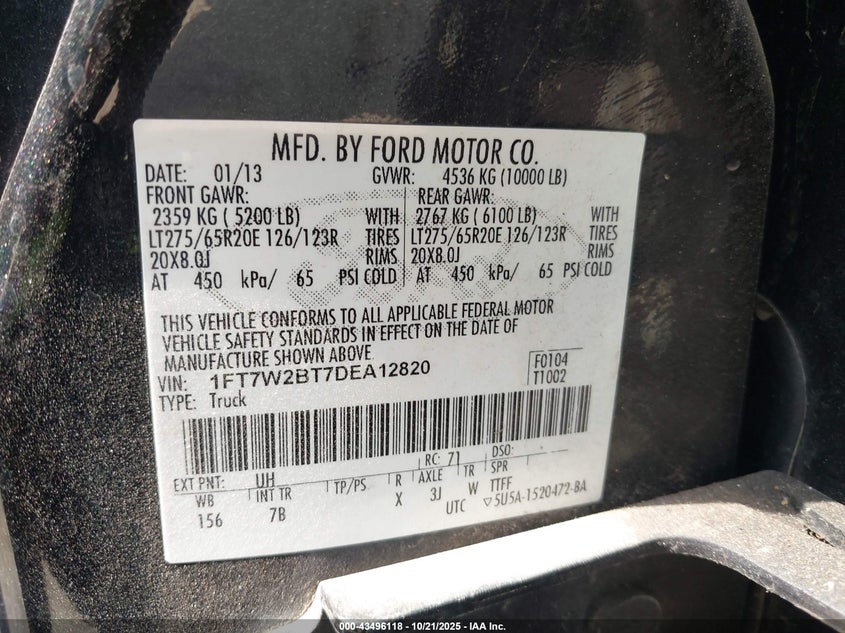 MFD. BY FORD MOTOR CO.
DATE: 01/13 GVWR: 4536 KG (10000 LB)
FRONT GAWR: REAR GAWR:
2359 KG ( 5200 LB) WITH 2767 KG ( 6100 LB) WITH
LT275/65R20E 126/123R TIRES LT275/65R20E 126/123R TIRES
20X8.0J RIMS 20X8.0J RIMS
AT 450 kPa/ 65 PSI COLD AT 450 kPa/ 65 PSI COLD
THIS VEHICLE CONFORMS TO ALL APPLICABLE FEDERAL MOTOR
VEHICLE SAFETY STANDARDS IN EFFECT ON THE DATE OF
MANUFACTURE SHOWN ABOVE
VIN: 1FT7W2BT7DEA12820 F0104
TYPE: Truck T1002
EXT PNT: UH RC: 71 DSO:
WB INT TR TP/PS R AXLE TR SPR
156 7B X 3J W TTFF
UTC ▽5U5A-1520472-BA
000-43496118 - 10/21/2025 - IAA Inc.